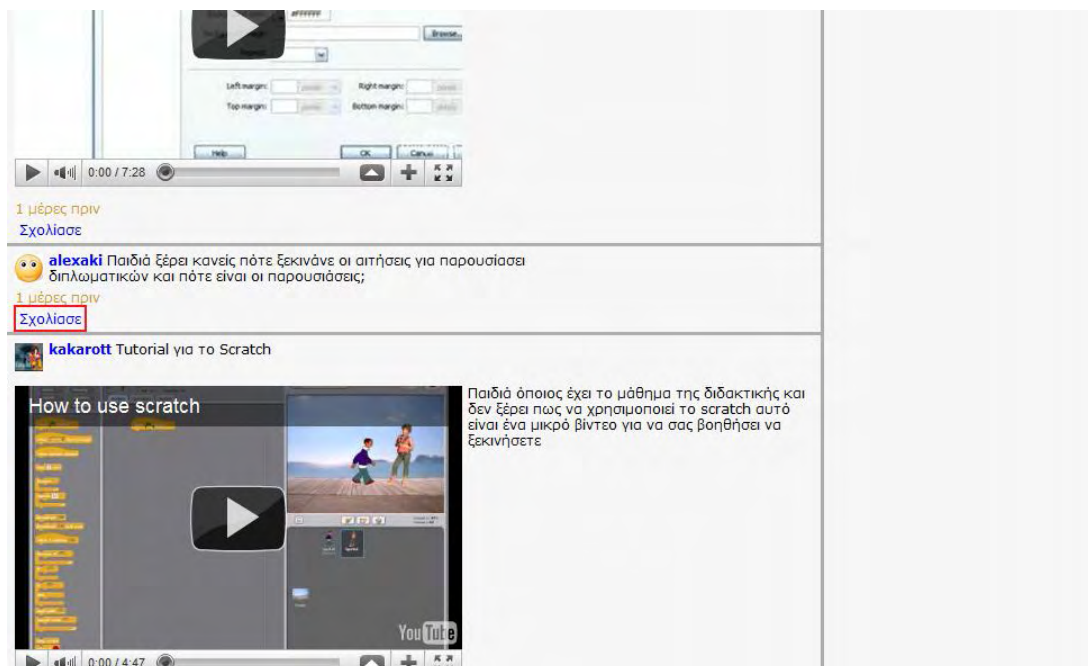 #FFFFFF
Browse..
Left margin:
Right margin:
Top margin:
Bottom margin:
Help
OK
Cancel
0:00 / 7:28
1 μέρες πριν
Σχολίασε
alexaki Παιδιά ξέρει κανείς πότε ξεκινάνε οι αιτήσεις για παρουσίασει
διπλωματικών και πότε είναι οι παρουσιάσεις;
1 μέρες πριν
Σχολίασε
kakarott Tutorial για το Scratch
How to use scratch
Παιδιά όποιος έχει το μάθημα της διδακτικής και
δεν ξέρει πως να χρησιμοποιεί το scratch αυτό
είναι ένα μικρό βίντεο για να σας βοηθήσει να
ξεκινήσετε
YouTube
0:00 / 4:47